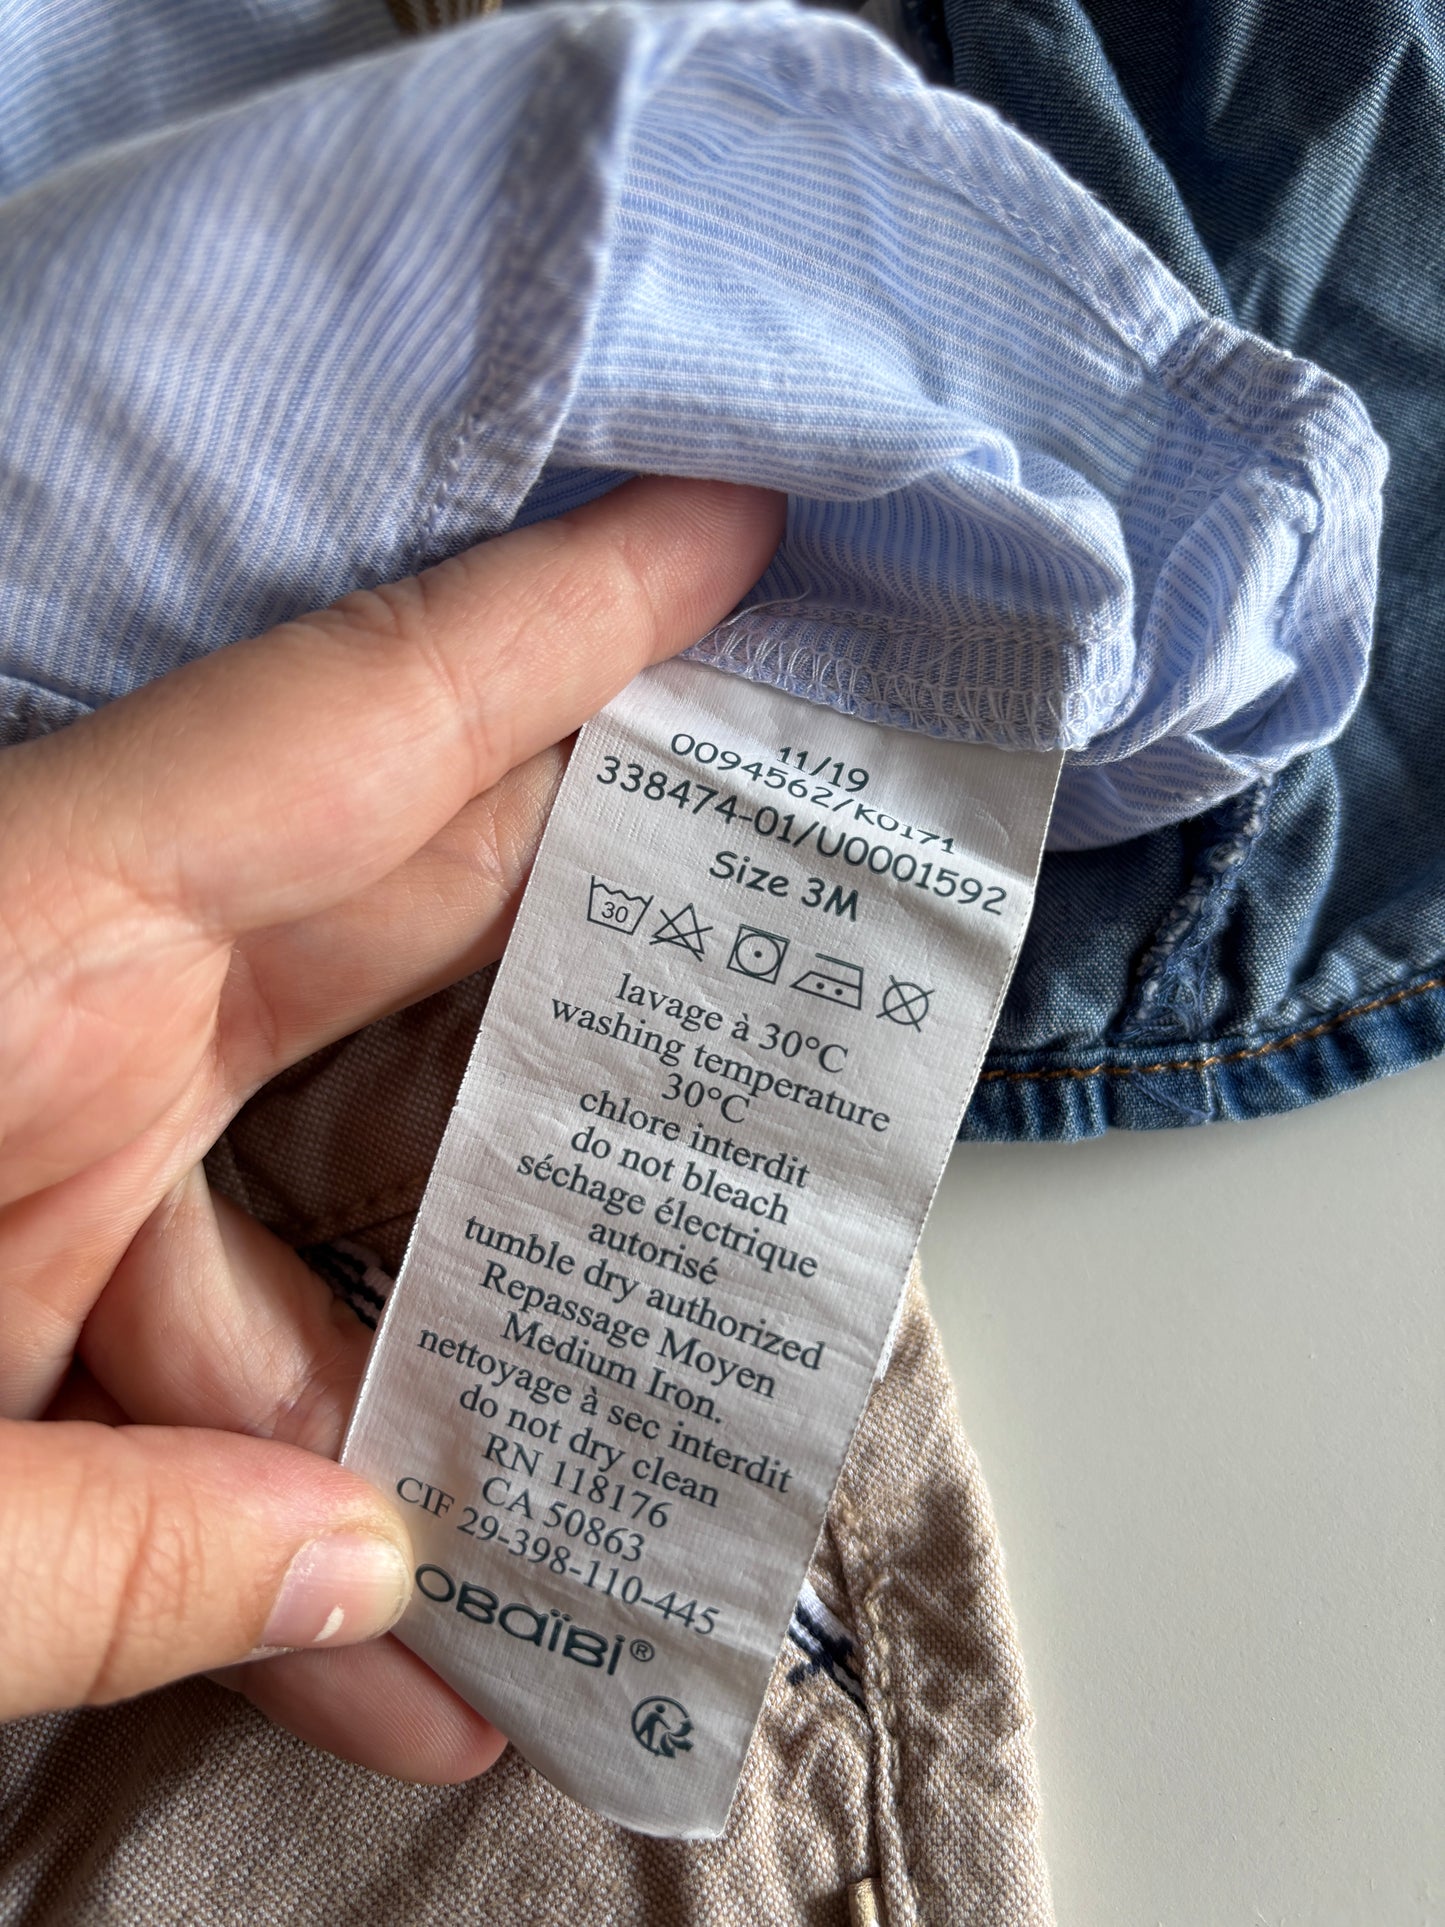 11/19
0094562/K0171
338474-01/U0001592
Size 3M
30
lavage à 30°C
washing temperature
30°C
chlore interdit
do not bleach
séchage électrique
autorisé
tumble dry authorized
Repassage Moyen
Medium Iron.
nettoyage à sec interdit
do not dry clean
RN 118176
CA 50863
CIF 29-398-110-445
OBaïBi®